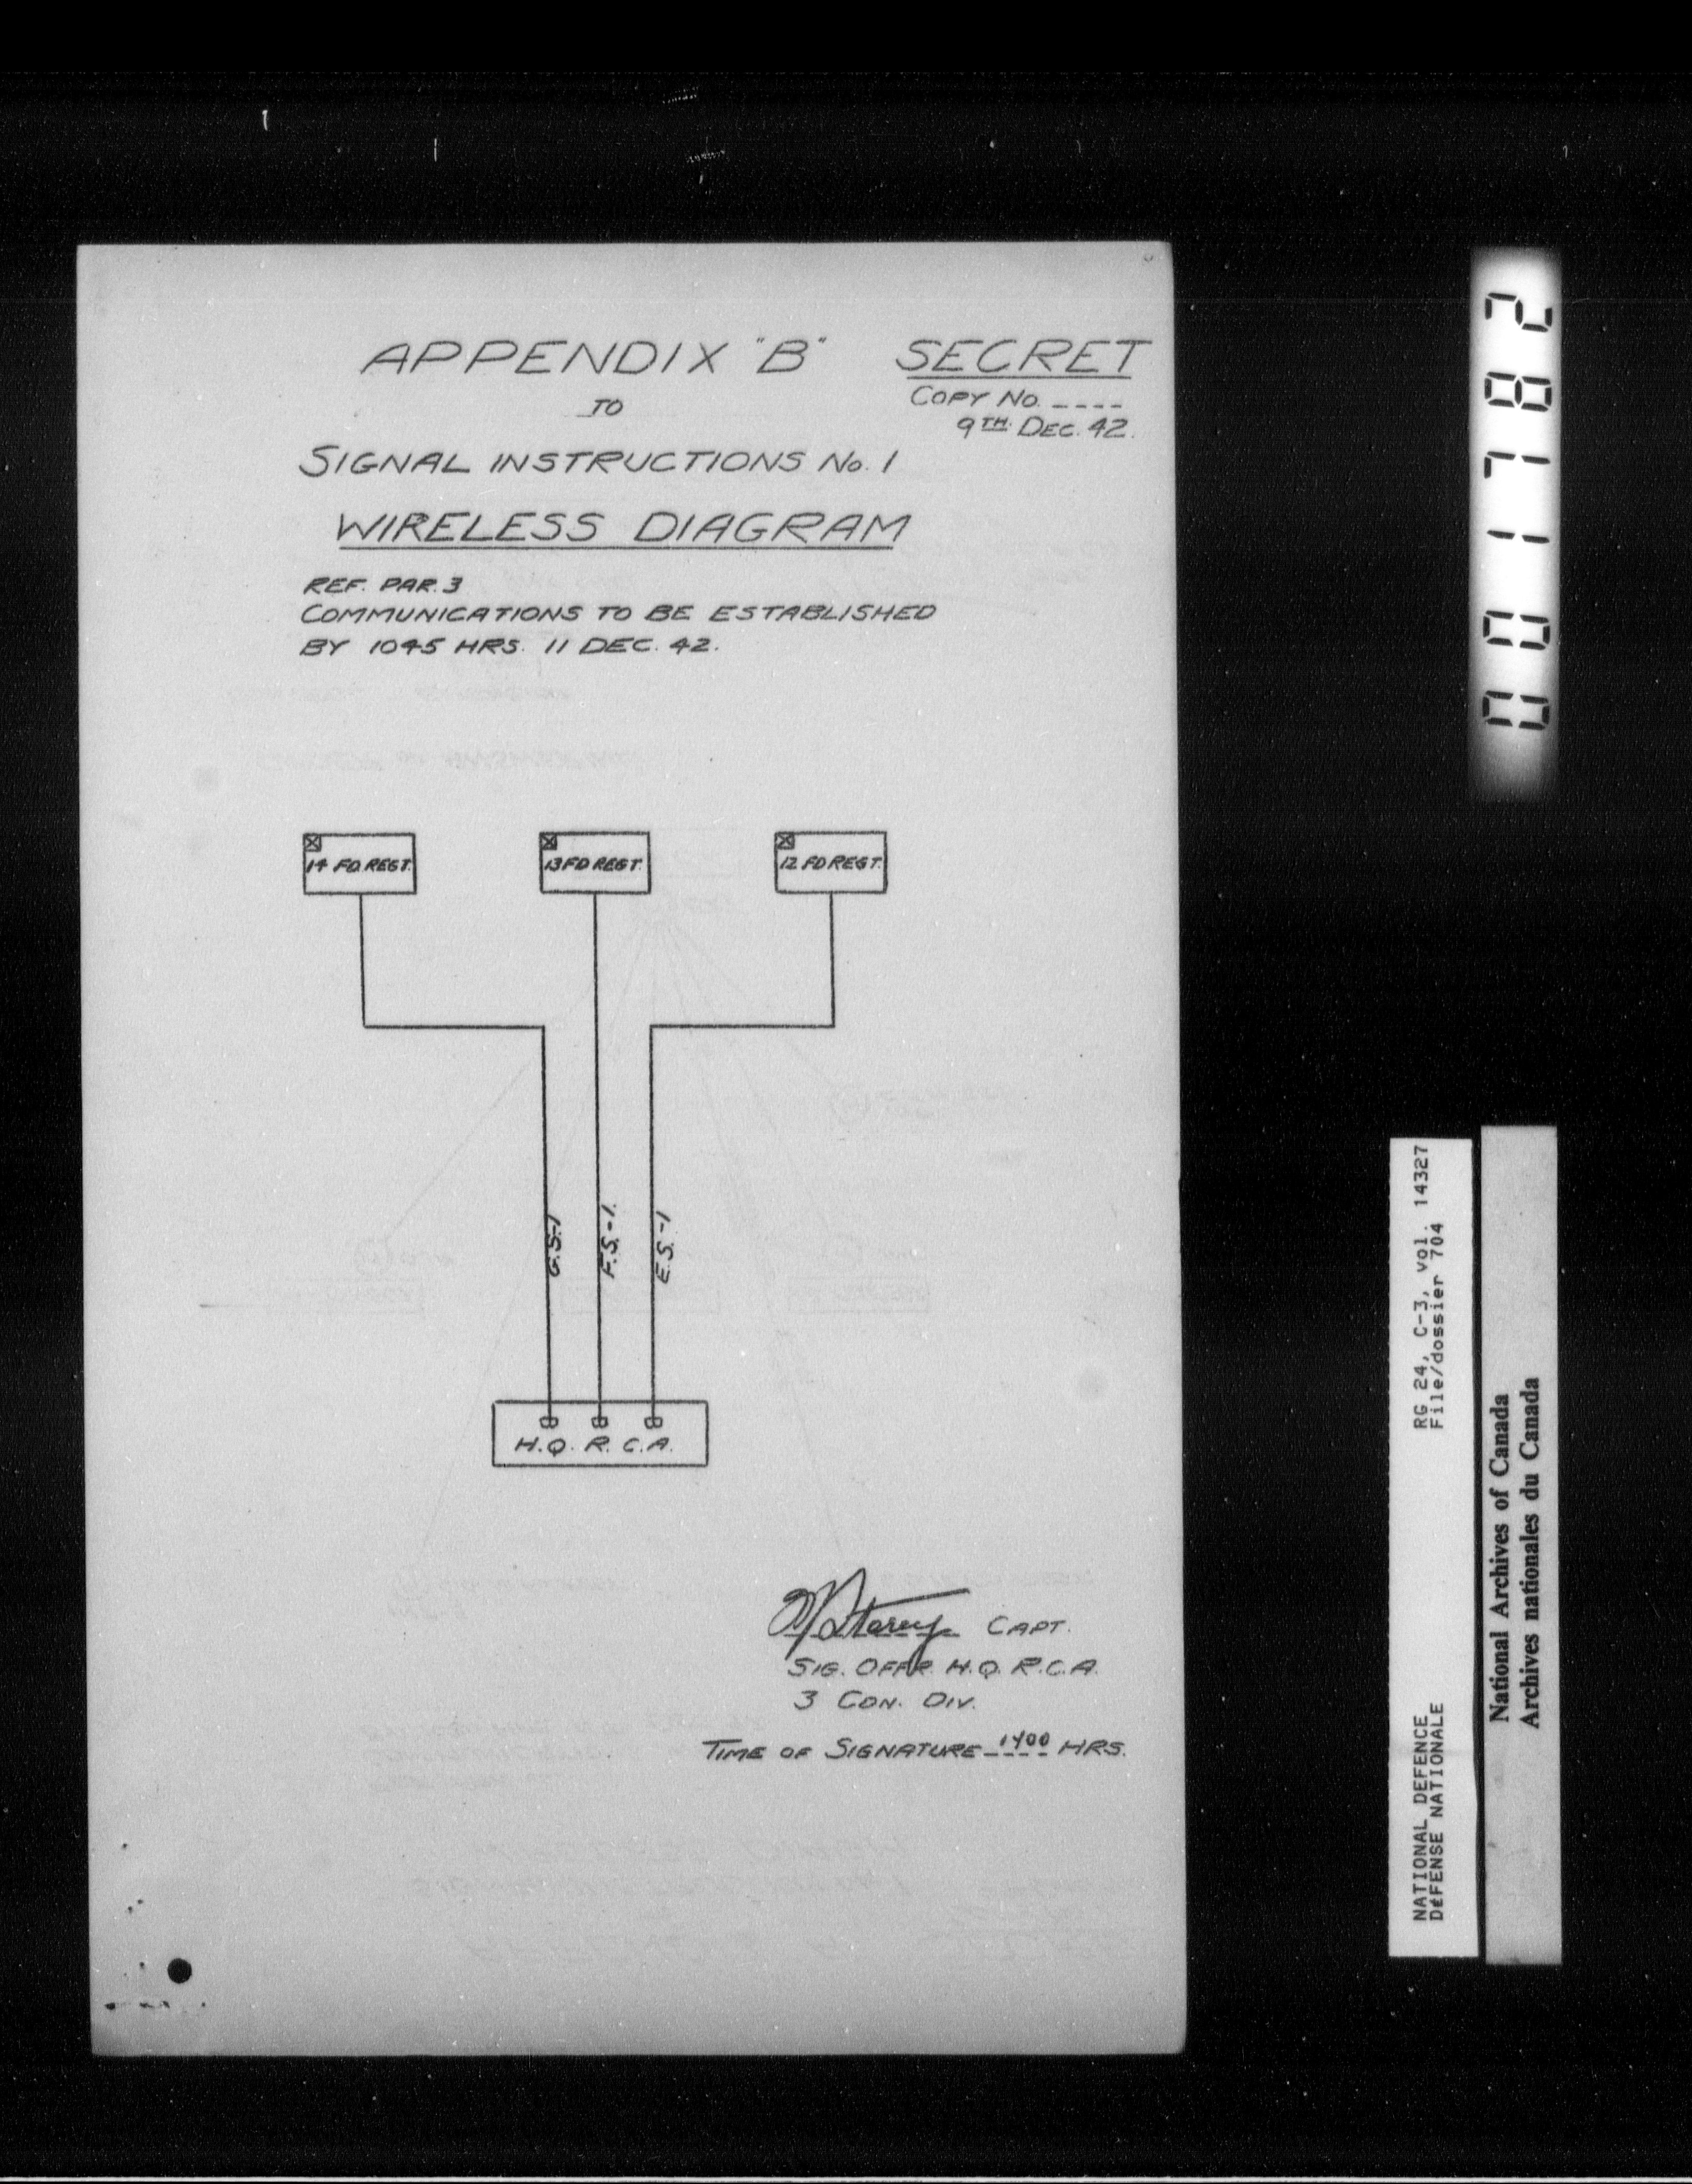 APPENDIX "B"
SECRET
COPY NO. ----
9TH. DEC. 42.
TO
SIGNAL INSTRUCTIONS No. 1
WIRELESS DIAGRAM
REF. PAR. 3
COMMUNICATIONS TO BE ESTABLISHED
BY 1045 HRS. 11 DEC. 42.
14 FD. REGT.
13 FD REGT.
12 FD REGT.
G.S.-1
F.S.-1.
E.S.-1
H.Q. R.C.A.
CAPT.
SIG. OFFR. H.Q. R.C.A.
3 CDN. DIV.
TIME OF SIGNATURE 1400 HRS.
001782
RG 24, C-3, vol. 14327
File/dossier 704
NATIONAL DEFENCE
DéFENSE NATIONALE
National Archives of Canada
Archives nationales du Canada